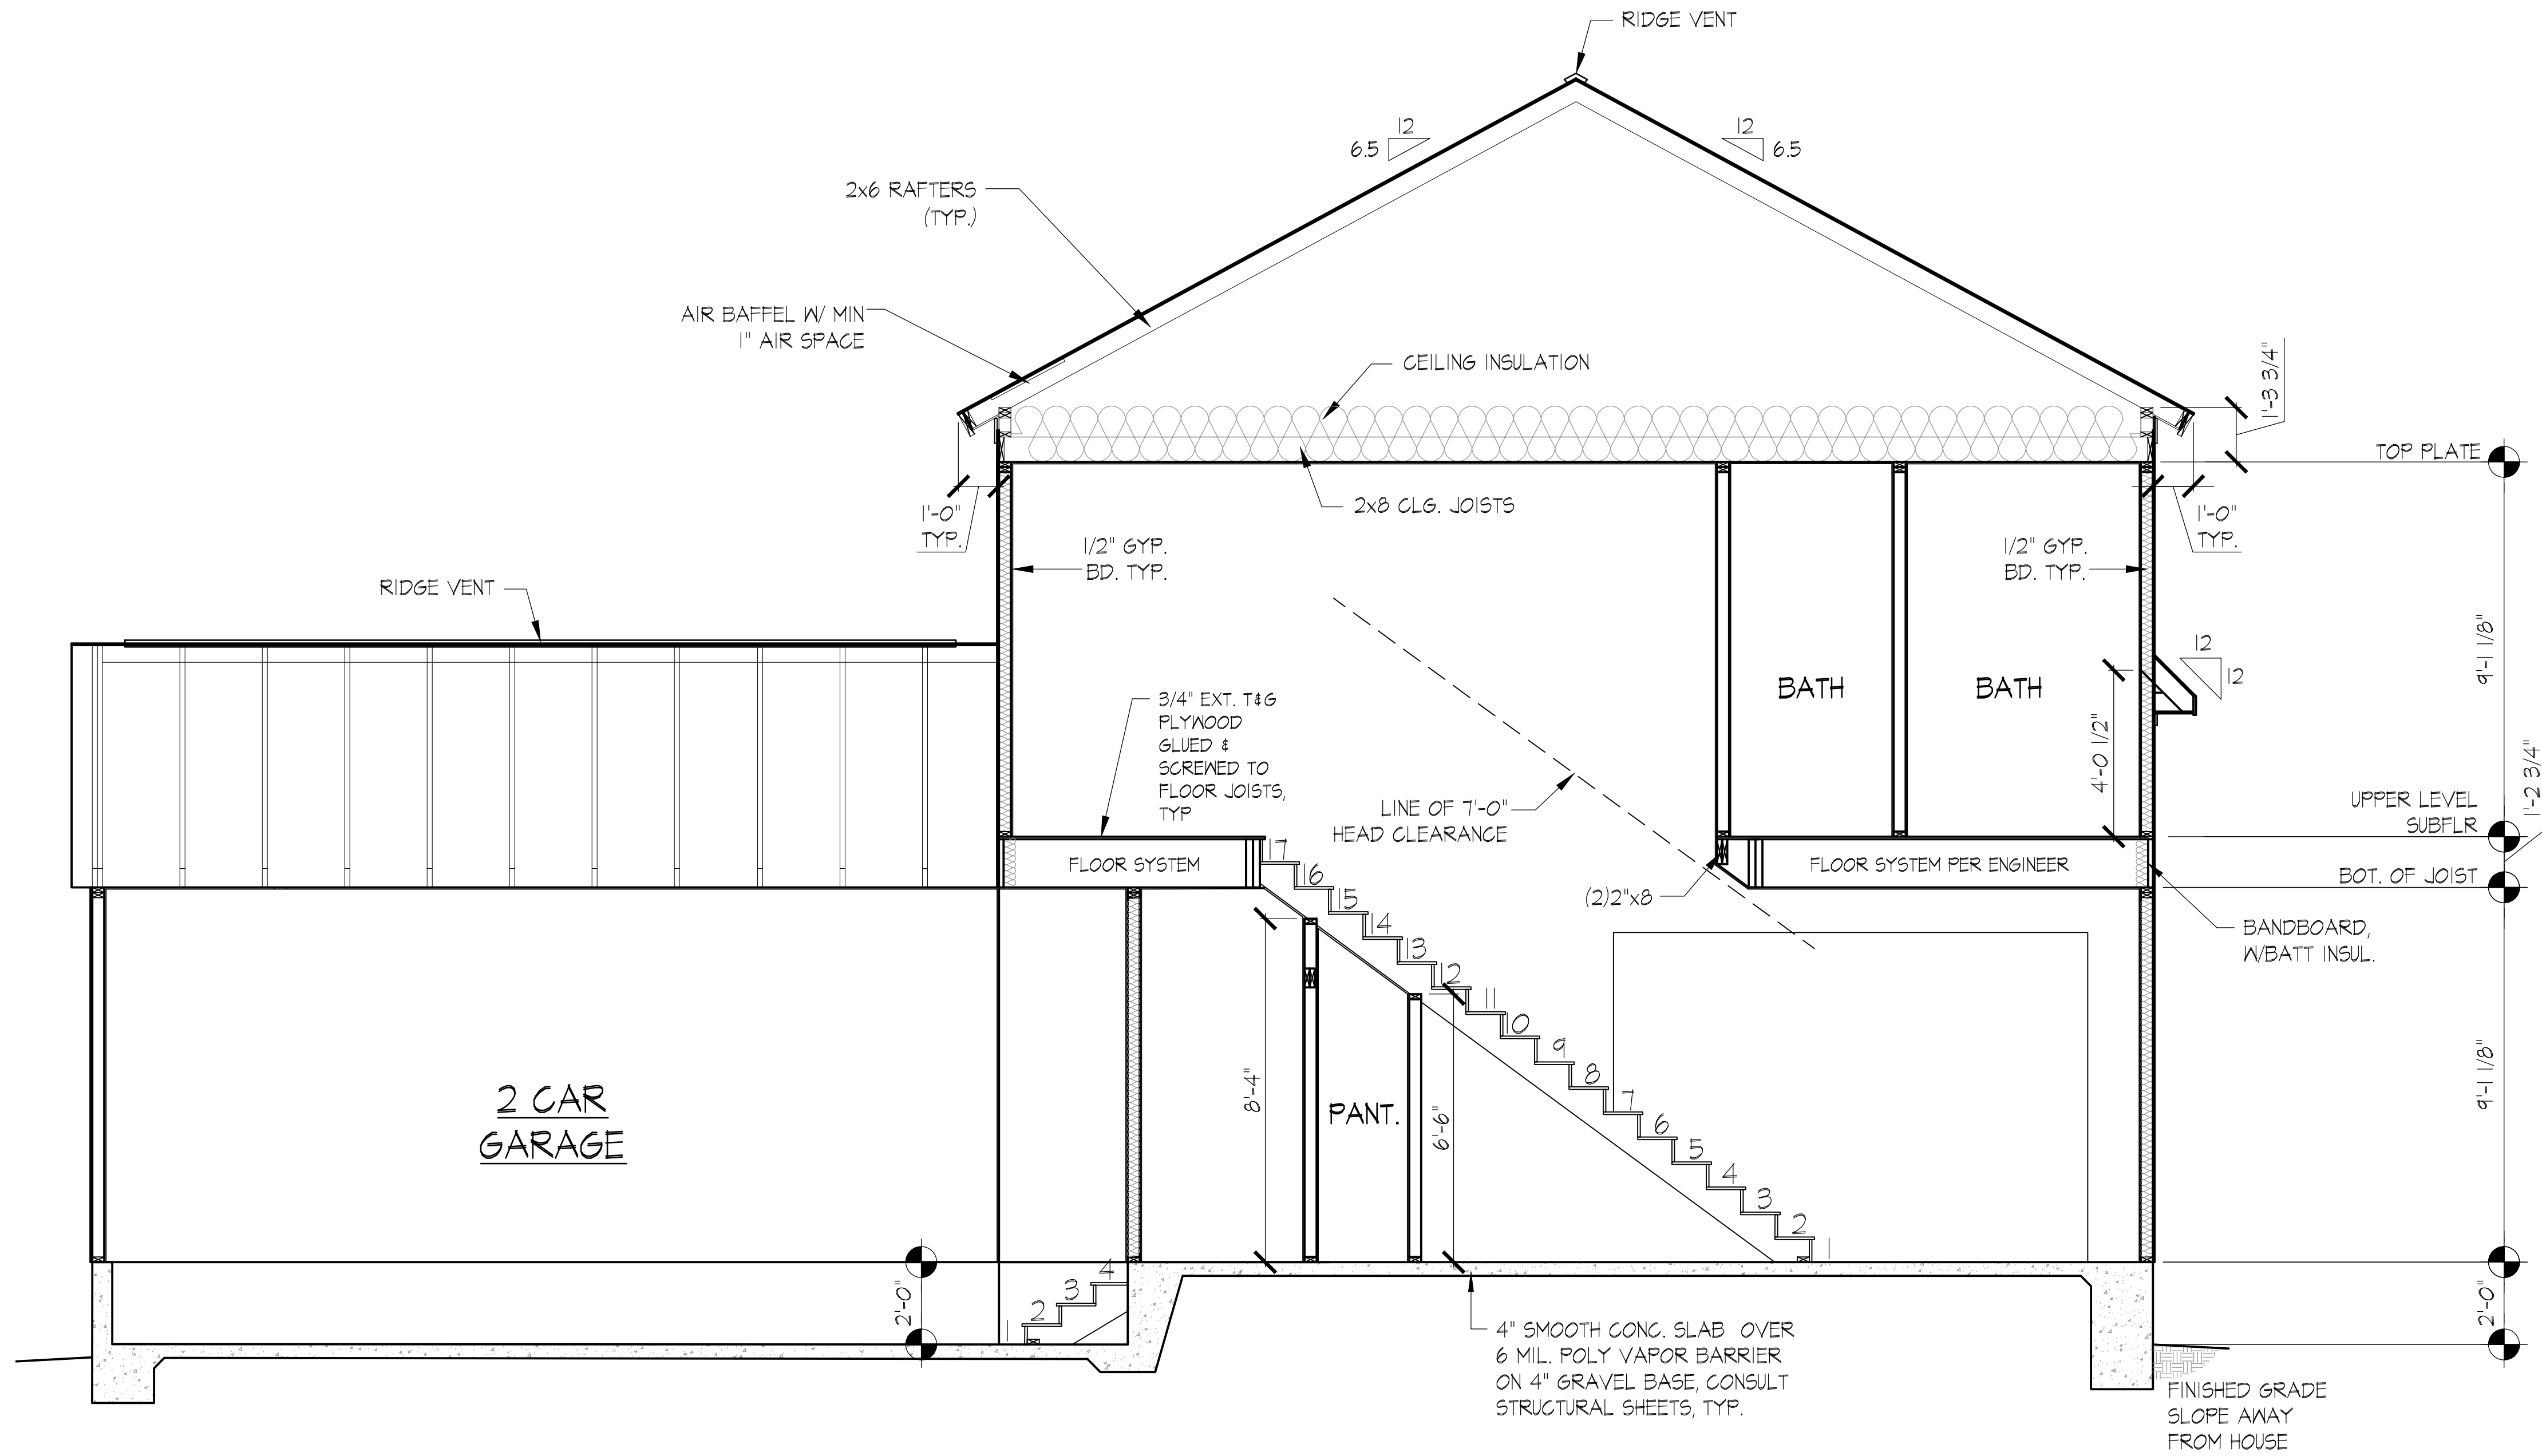 RIDGE VENT
12
6.5
12
6.5
2x6 RAFTERS
(TYP.)
AIR BAFFEL W/ MIN
1" AIR SPACE
CEILING INSULATION
1'-3 3/4"
TOP PLATE
2x8 CLG. JOISTS
1'-0"
TYP.
1'-0"
TYP.
1/2" GYP.
BD. TYP.
1/2" GYP.
BD. TYP.
RIDGE VENT
9'-1 1/8"
12
12
BATH
BATH
3/4" EXT. T&G
PLYWOOD
GLUED &
SCREWED TO
FLOOR JOISTS,
TYP
4'-0 1/2"
1'-2 3/4"
LINE OF 7'-0"
HEAD CLEARANCE
UPPER LEVEL
SUBFLR
FLOOR SYSTEM
FLOOR SYSTEM PER ENGINEER
BOT. OF JOIST
(2)2"x8
BANDBOARD,
W/BATT INSUL.
17
16
15
14
13
12
11
10
9
8
7
6
5
4
3
2
1
8'-4"
PANT.
6'-6"
9'-1 1/8"
2 CAR
GARAGE
2'-0"
4
3
2
1
2'-0"
4" SMOOTH CONC. SLAB OVER
6 MIL. POLY VAPOR BARRIER
ON 4" GRAVEL BASE, CONSULT
STRUCTURAL SHEETS, TYP.
FINISHED GRADE
SLOPE AWAY
FROM HOUSE